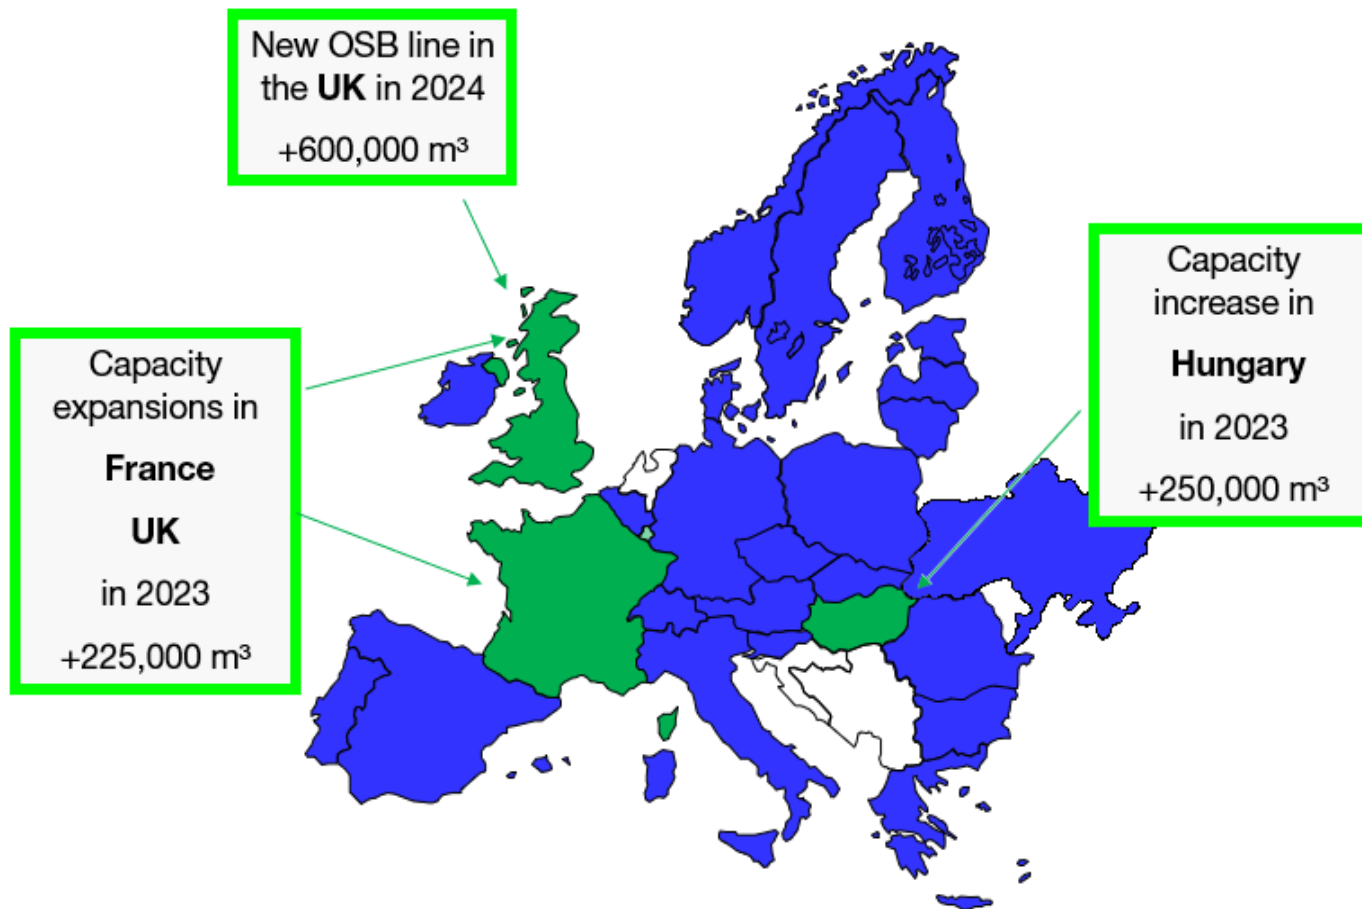 New OSB line in
the UK in 2024
+600,000 m³
Capacity
expansions in
France
UK
in 2023
+225,000 m³
Capacity
increase in
Hungary
in 2023
+250,000 m³